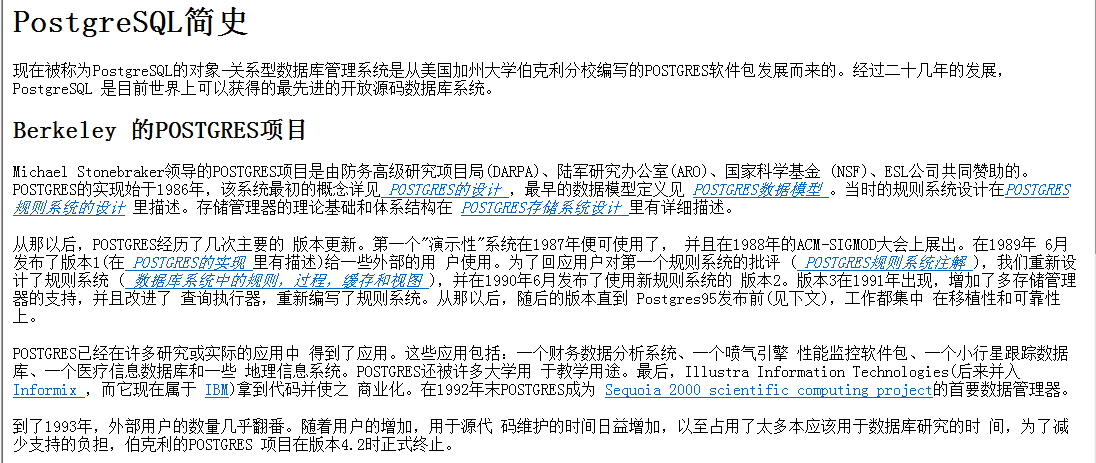 PostgreSQL简史
现在被称为PostgreSQL的对象-关系型数据库管理系统是从美国加州大学伯克利分校编写的POSTGRES软件包发展而来的。经过二十几年的发展，
PostgreSQL 是目前世界上可以获得的最先进的开放源码数据库系统。
Berkeley 的POSTGRES项目
Michael Stonebraker领导的POSTGRES项目是由防务高级研究项目局(DARPA)、陆军研究办公室(ARO)、国家科学基金 (NSF)、ESL公司共同赞助的。
POSTGRES的实现始于1986年，该系统最初的概念详见 POSTGRES的设计 ，最早的数据模型定义见 POSTGRES数据模型 。当时的规则系统设计在POSTGRES
规则系统的设计 里描述。存储管理器的理论基础和体系结构在 POSTGRES存储系统设计 里有详细描述。
从那以后，POSTGRES经历了几次主要的 版本更新。第一个"演示性"系统在1987年便可使用了， 并且在1988年的ACM-SIGMOD大会上展出。在1989年 6月
发布了版本1(在 POSTGRES的实现 里有描述)给一些外部的用 户使用。为了回应用户对第一个规则系统的批评 ( POSTGRES规则系统注解 )，我们重新设
计了规则系统 ( 数据库系统中的规则，过程，缓存和视图 )，并在1990年6月发布了使用新规则系统的 版本2。版本3在1991年出现，增加了多存储管理
器的支持，并且改进了 查询执行器，重新编写了规则系统。从那以后，随后的版本直到 Postgres95发布前(见下文)，工作都集中 在移植性和可靠性
上。
POSTGRES已经在许多研究或实际的应用中 得到了应用。这些应用包括：一个财务数据分析系统、一个喷气引擎 性能监控软件包、一个小行星跟踪数据
库、一个医疗信息数据库和一些 地理信息系统。POSTGRES还被许多大学用 于教学用途。最后，Illustra Information Technologies(后来并入
Informix ，而它现在属于 IBM)拿到代码并使之 商业化。在1992年末POSTGRES成为 Sequoia 2000 scientific computing project的首要数据管理器。
到了1993年，外部用户的数量几乎翻番。随着用户的增加，用于源代 码维护的时间日益增加，以至占用了太多本应该用于数据库研究的时 间，为了减
少支持的负担，伯克利的POSTGRES 项目在版本4.2时正式终止。